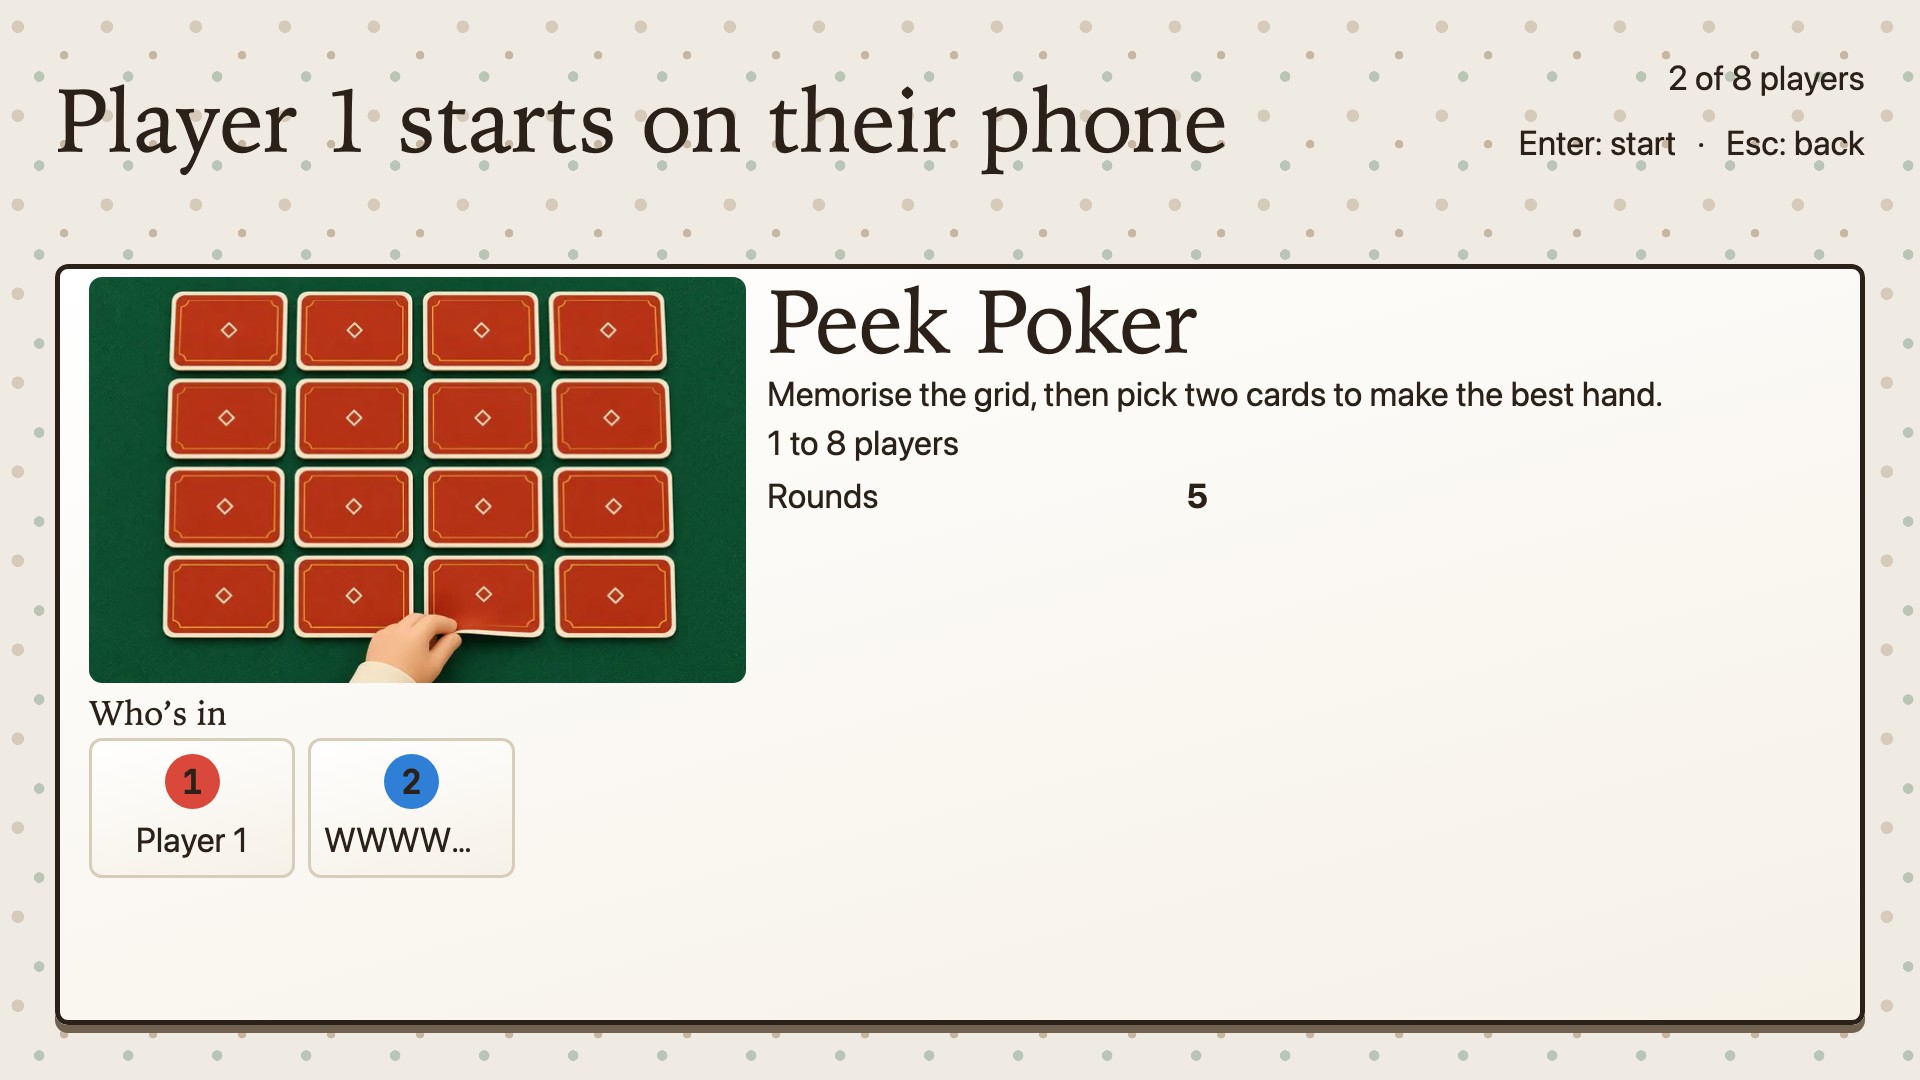 Player 1 starts on their phone
2 of 8 players
Enter: start · Esc: back
Peek Poker
Memorise the grid, then pick two cards to make the best hand.
1 to 8 players
Rounds 5
Who’s in
1
Player 1
2
WWWW...